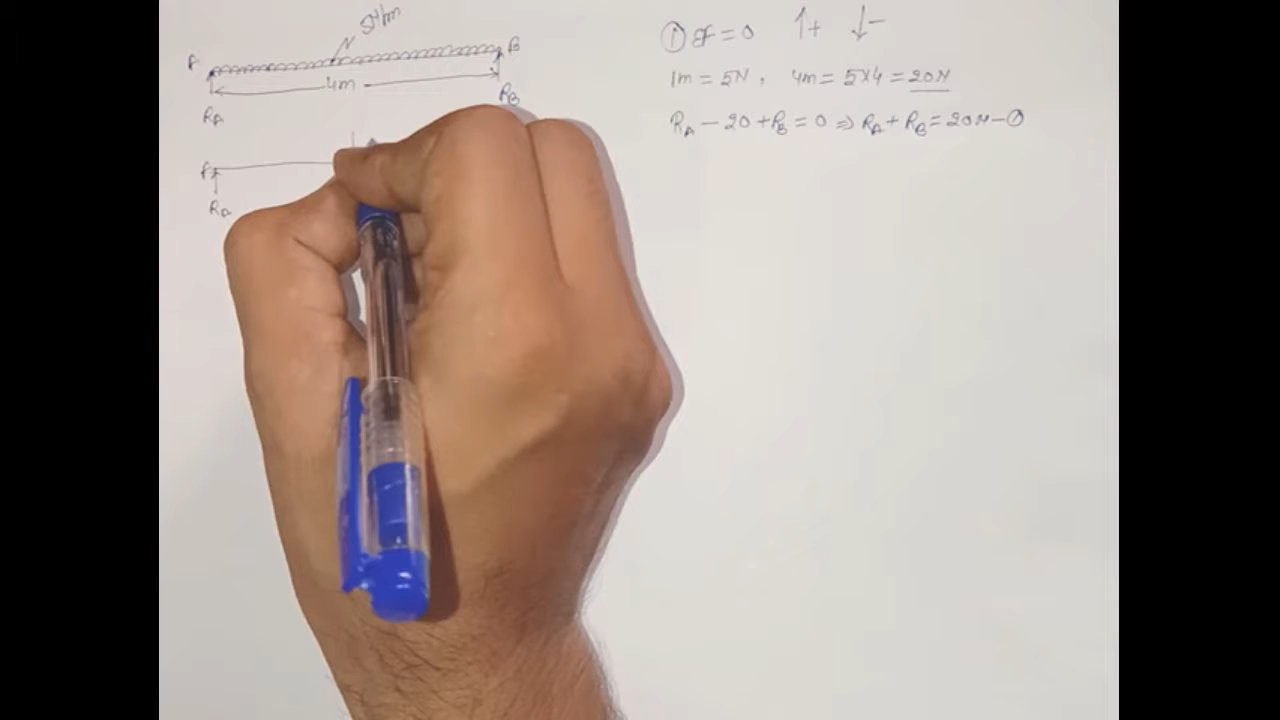 5N/m
A B
4m
RA RB
A
RA
① ΣF = 0 ↑+ ↓−
1m = 5N, 4m = 5×4 = 20N
RA − 20 + RB = 0 ⇒ RA + RB = 20N − ①